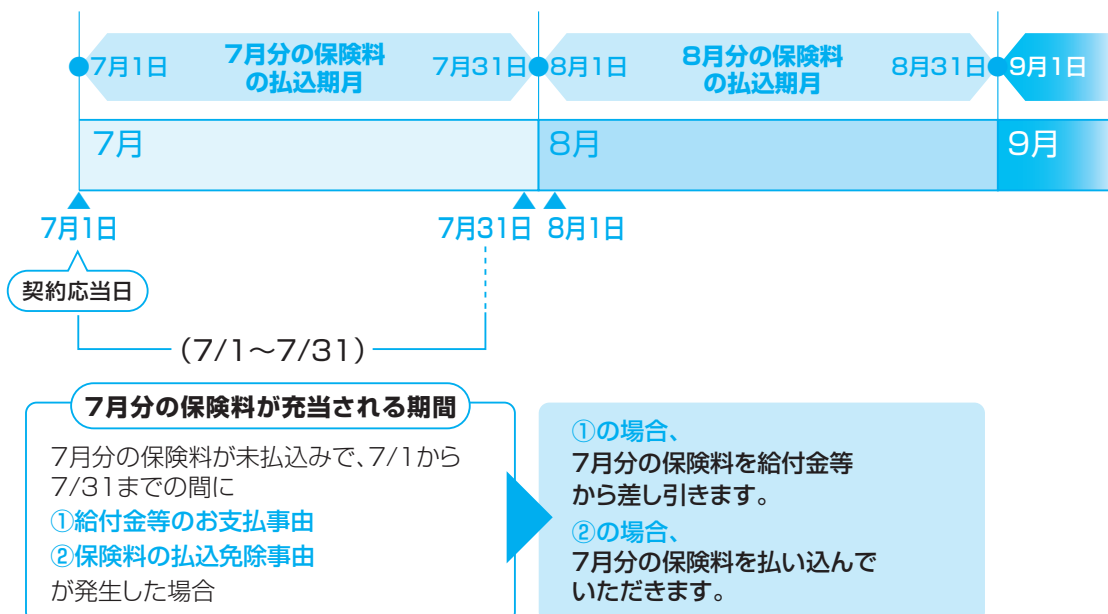 7月1日
7月分の保険料
の払込期月
7月31日
8月1日
8月分の保険料
の払込期月
8月31日
9月1日
7月
8月
9月
7月1日
7月31日
8月1日
契約応当日
（7/1～7/31）
7月分の保険料が充当される期間
7月分の保険料が未払込みで、7/1から
7/31までの間に
①給付金等のお支払事由
②保険料の払込免除事由
が発生した場合
①の場合、
7月分の保険料を給付金等
から差し引きます。
②の場合、
7月分の保険料を払い込んで
いただきます。